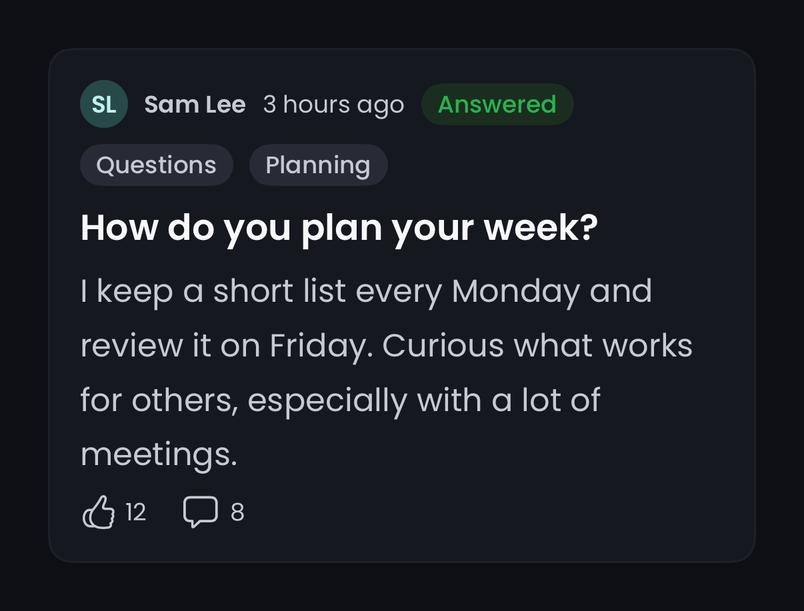 SL Sam Lee 3 hours ago Answered
Questions Planning
How do you plan your week?
I keep a short list every Monday and
review it on Friday. Curious what works
for others, especially with a lot of
meetings.
12 8